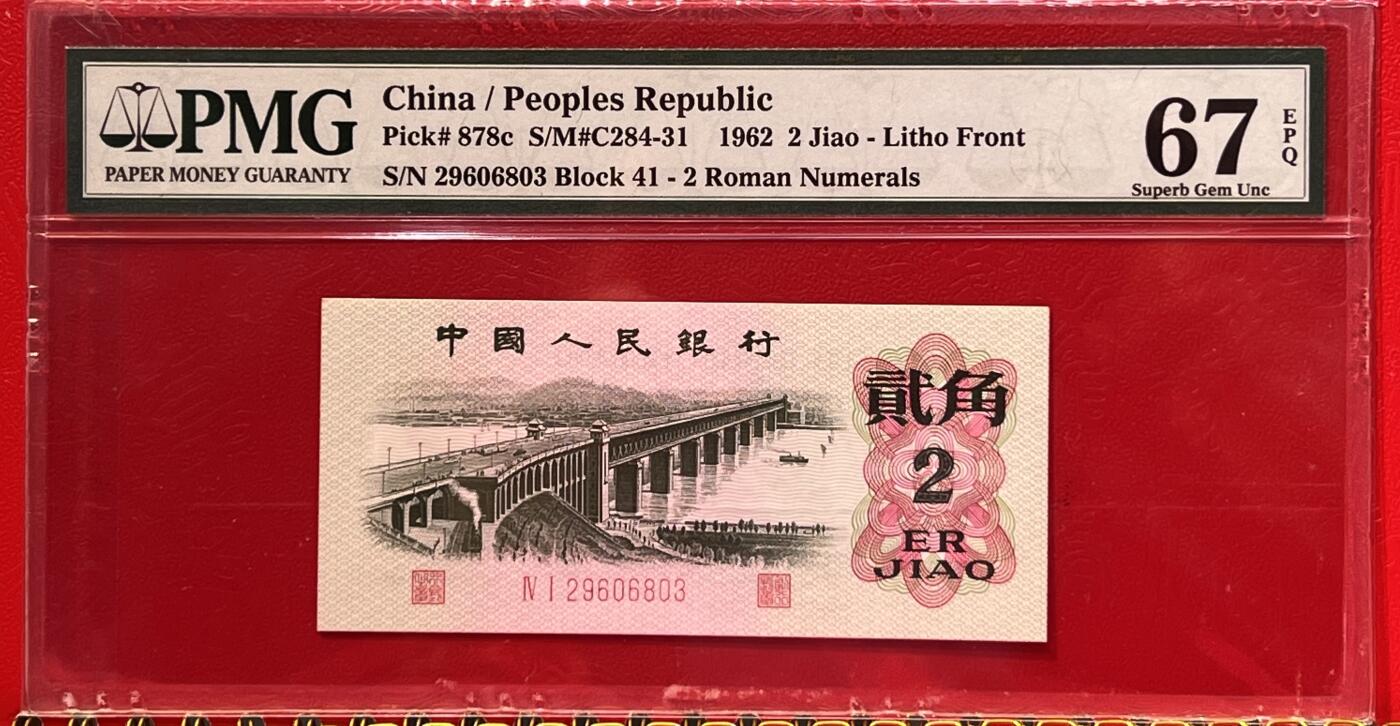 PMG
PAPER MONEY GUARANTY
China / Peoples Republic
Pick# 878c S/M#C284-31 1962 2 Jiao - Litho Front
S/N 29606803 Block 41 - 2 Roman Numerals
67
EPQ
Superb Gem Unc
中國人民銀行
貳角
2
ER
JIAO
IV I 29606803